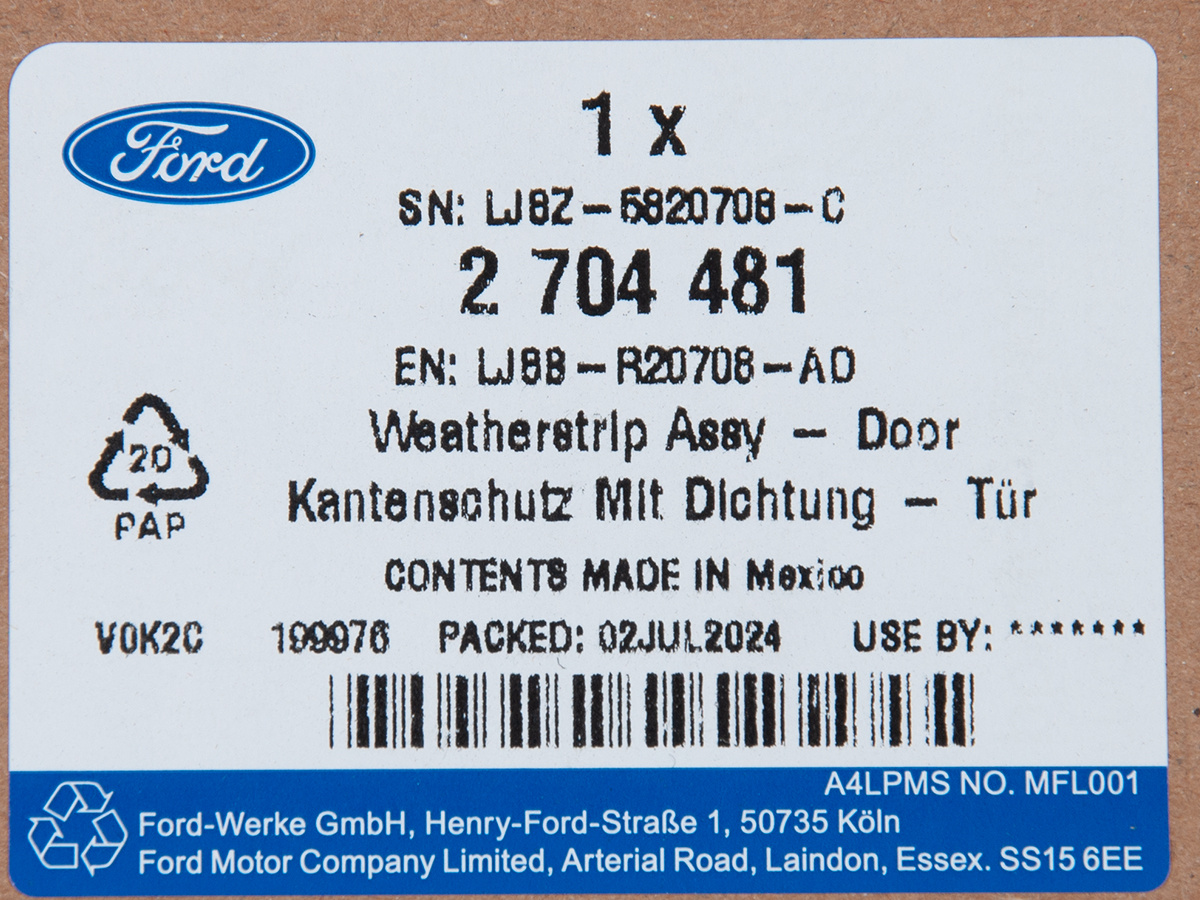 Ford
1 x
SN: LJ8Z-5820708-C
2 704 481
EN: LJ8B-R20708-AD
Weatherstrip Assy - Door
Kantenschutz Mit Dichtung - Tür
20
PAP
CONTENTS MADE IN Mexico
V0K2C 199976 PACKED: 02JUL2024 USE BY: *******
A4LPMS NO. MFL001
Ford-Werke GmbH, Henry-Ford-Straße 1, 50735 Köln
Ford Motor Company Limited, Arterial Road, Laindon, Essex. SS15 6EE